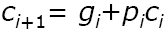 c_{i+1} = g_i + p_i c_i